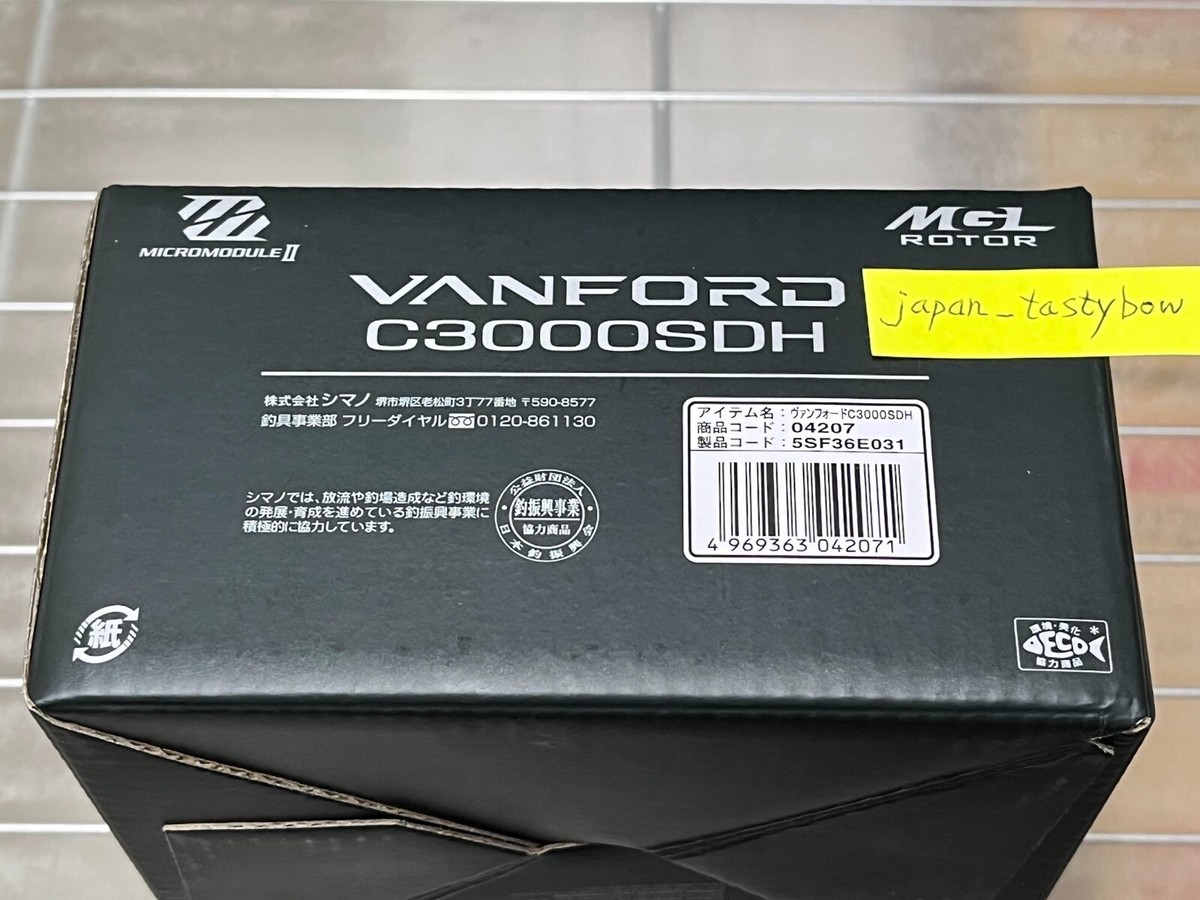 MICROMODULE II
MGL
ROTOR
VANFORD
C3000SDH
japan_tastybow
株式会社シマノ 堺市堺区老松町3丁77番地 〒590-8577
釣具事業部 フリーダイヤル 0120-861130
アイテム名：ヴァンフォードC3000SDH
商品コード：04207
製品コード：5SF36E031
4 969363 042071
シマノでは、放流や釣場造成など釣環境
の発展・育成を進めている釣振興事業に
積極的に協力しています。
公益財団法人
釣振興事業
協力商品
日本釣振興会
紙
環境・美化
ECO
協力商品